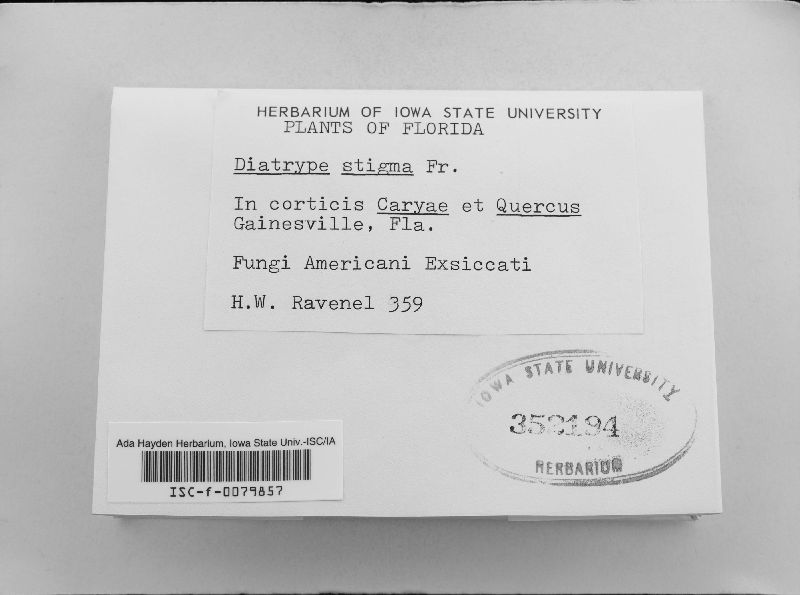 HERBARIUM OF IOWA STATE UNIVERSITY
PLANTS OF FLORIDA
Diatrype stigma Fr.
In corticis Caryae et Quercus
Gainesville, Fla.
Fungi Americani Exsiccati
H.W. Ravenel 359
IOWA STATE UNIVERSITY
352194
HERBARIUM
Ada Hayden Herbarium, Iowa State Univ.-ISC/IA
ISC-f-0079857